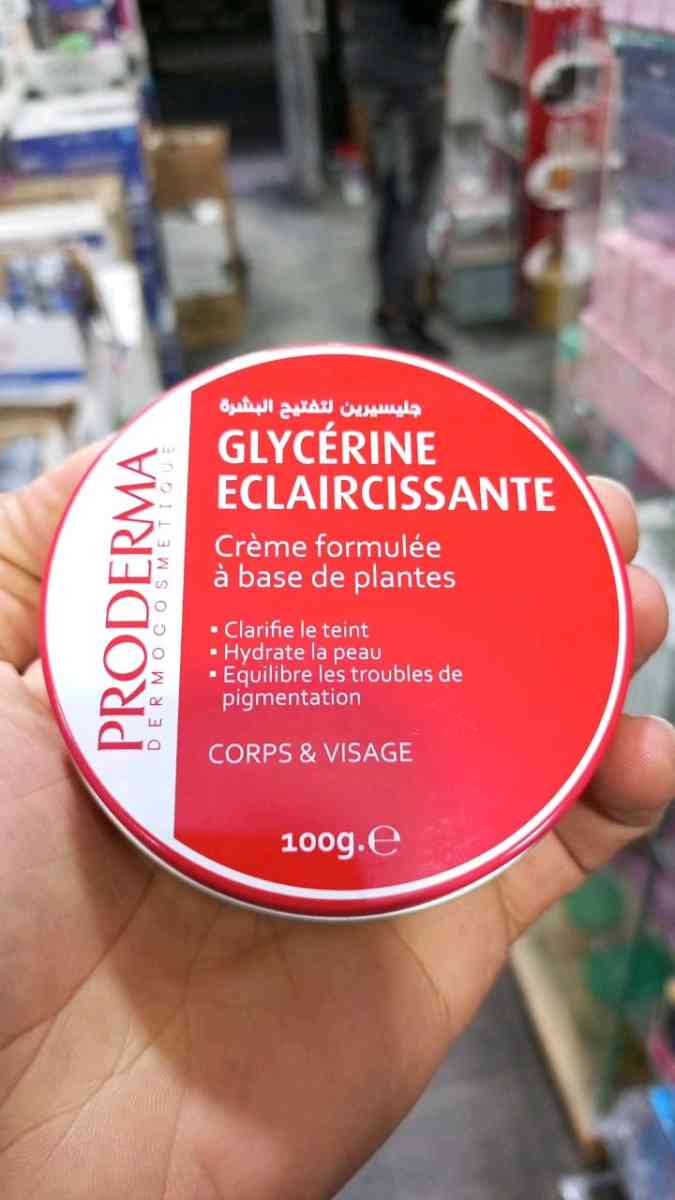 PRODERMA
DERMOCOSMETIQUE
جليسيرين لتفتيح البشرة
GLYCÉRINE
ECLAIRCISSANTE
Crème formulée
à base de plantes
▪ Clarifie le teint
▪ Hydrate la peau
▪ Equilibre les troubles de
pigmentation
CORPS & VISAGE
100g.℮